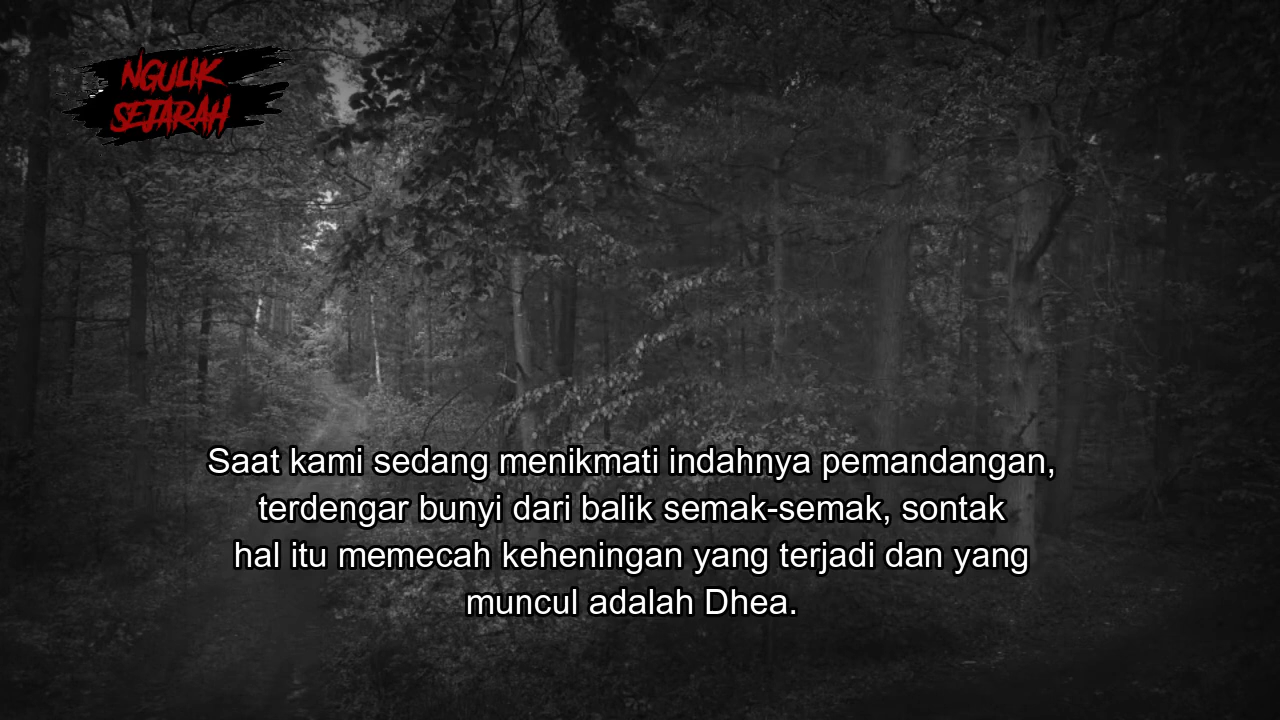 NGULIK
SEJARAH
Saat kami sedang menikmati indahnya pemandangan,
terdengar bunyi dari balik semak-semak, sontak
hal itu memecah keheningan yang terjadi dan yang
muncul adalah Dhea.